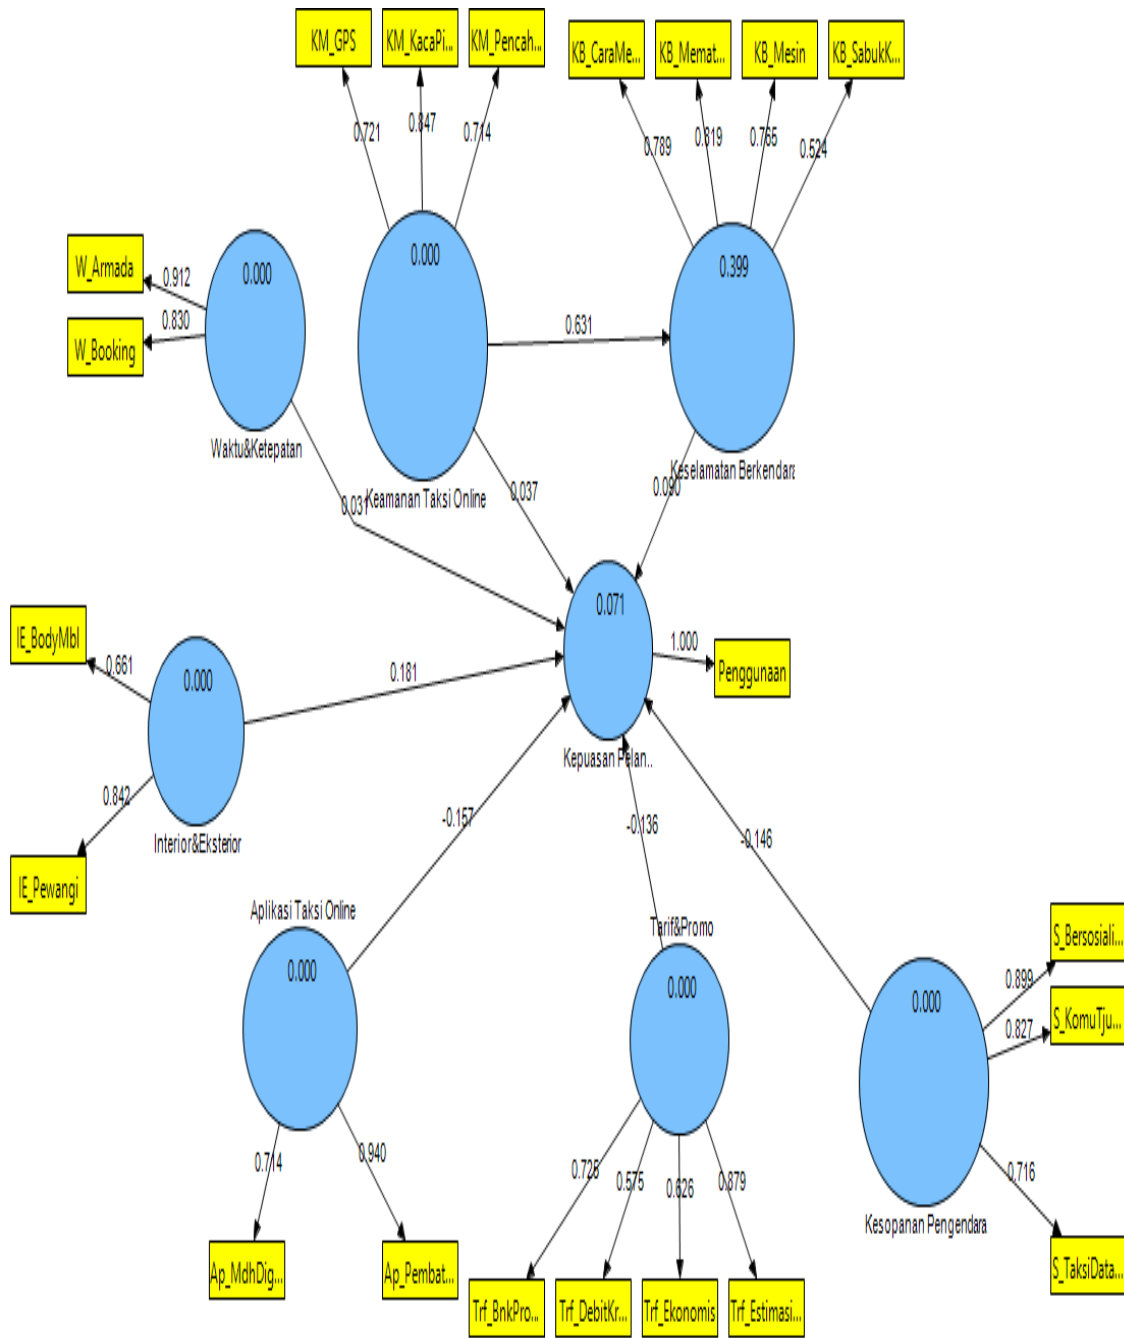 KM_GPS
KM_KacaPi...
KM_Pencah...
KB_CaraMe...
KB_Memat...
KB_Mesin
KB_SabukK...
0.721
0.847
0.714
0.789
0.819
0.765
0.524
W_Armada
0.912
0.000
0.000
0.399
W_Booking
0.830
0.631
Waktu&Ketepatan
Keamanan Taksi Online
Keselamatan Berkendara
0.031
0.037
0.090
IE_BodyMbl
0.661
0.000
0.181
0.071
1.000
Penggunaan
Kepuasan Pelan..
0.842
Interior&Eksterior
IE_Pewangi
-0.157
-0.136
-0.146
Aplikasi Taksi Online
Tarif&Promo
0.000
0.000
0.000
S_Bersosiali...
0.899
S_KomuTju...
0.827
0.716
Kesopanan Pengendara
S_TaksiData...
0.714
0.940
0.725
0.575
0.626
0.879
Ap_MdhDig...
Ap_Pembat...
Trf_BnkPro...
Trf_DebitKr...
Trf_Ekonomis
Trf_Estimasi...